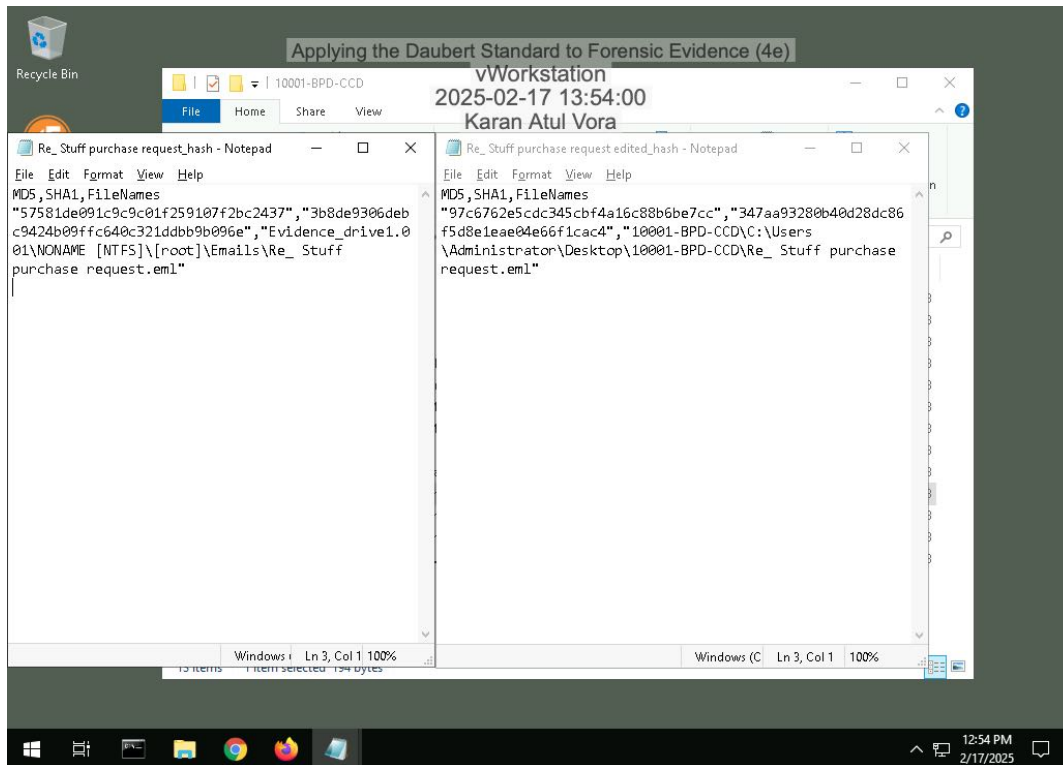 Recycle Bin
Applying the Daubert Standard to Forensic Evidence (4e)
vWorkstation
2025-02-17 13:54:00
Karan Atul Vora
10001-BPD-CCD
File Home Share View
Re_ Stuff purchase request_hash - Notepad
File Edit Format View Help
MD5,SHA1,FileNames
"57581de091c9c9c01f259107f2bc2437","3b8de9306deb
c9424b09ffc640c321ddbb9b096e","Evidence_drive1.0
01\NONAME [NTFS]\[root]\Emails\Re_ Stuff
purchase request.eml"
Windows Ln 3, Col 1 100%
Re_ Stuff purchase request edited_hash - Notepad
File Edit Format View Help
MD5,SHA1,FileNames
"97c6762e5cdc345cbf4a16c88b6be7cc","347aa93280b40d28dc86
f5d8e1eae04e66f1cac4","10001-BPD-CCD\C:\Users
\Administrator\Desktop\10001-BPD-CCD\Re_ Stuff purchase
request.eml"
Windows (C Ln 3, Col 1 100%
12:54 PM
2/17/2025